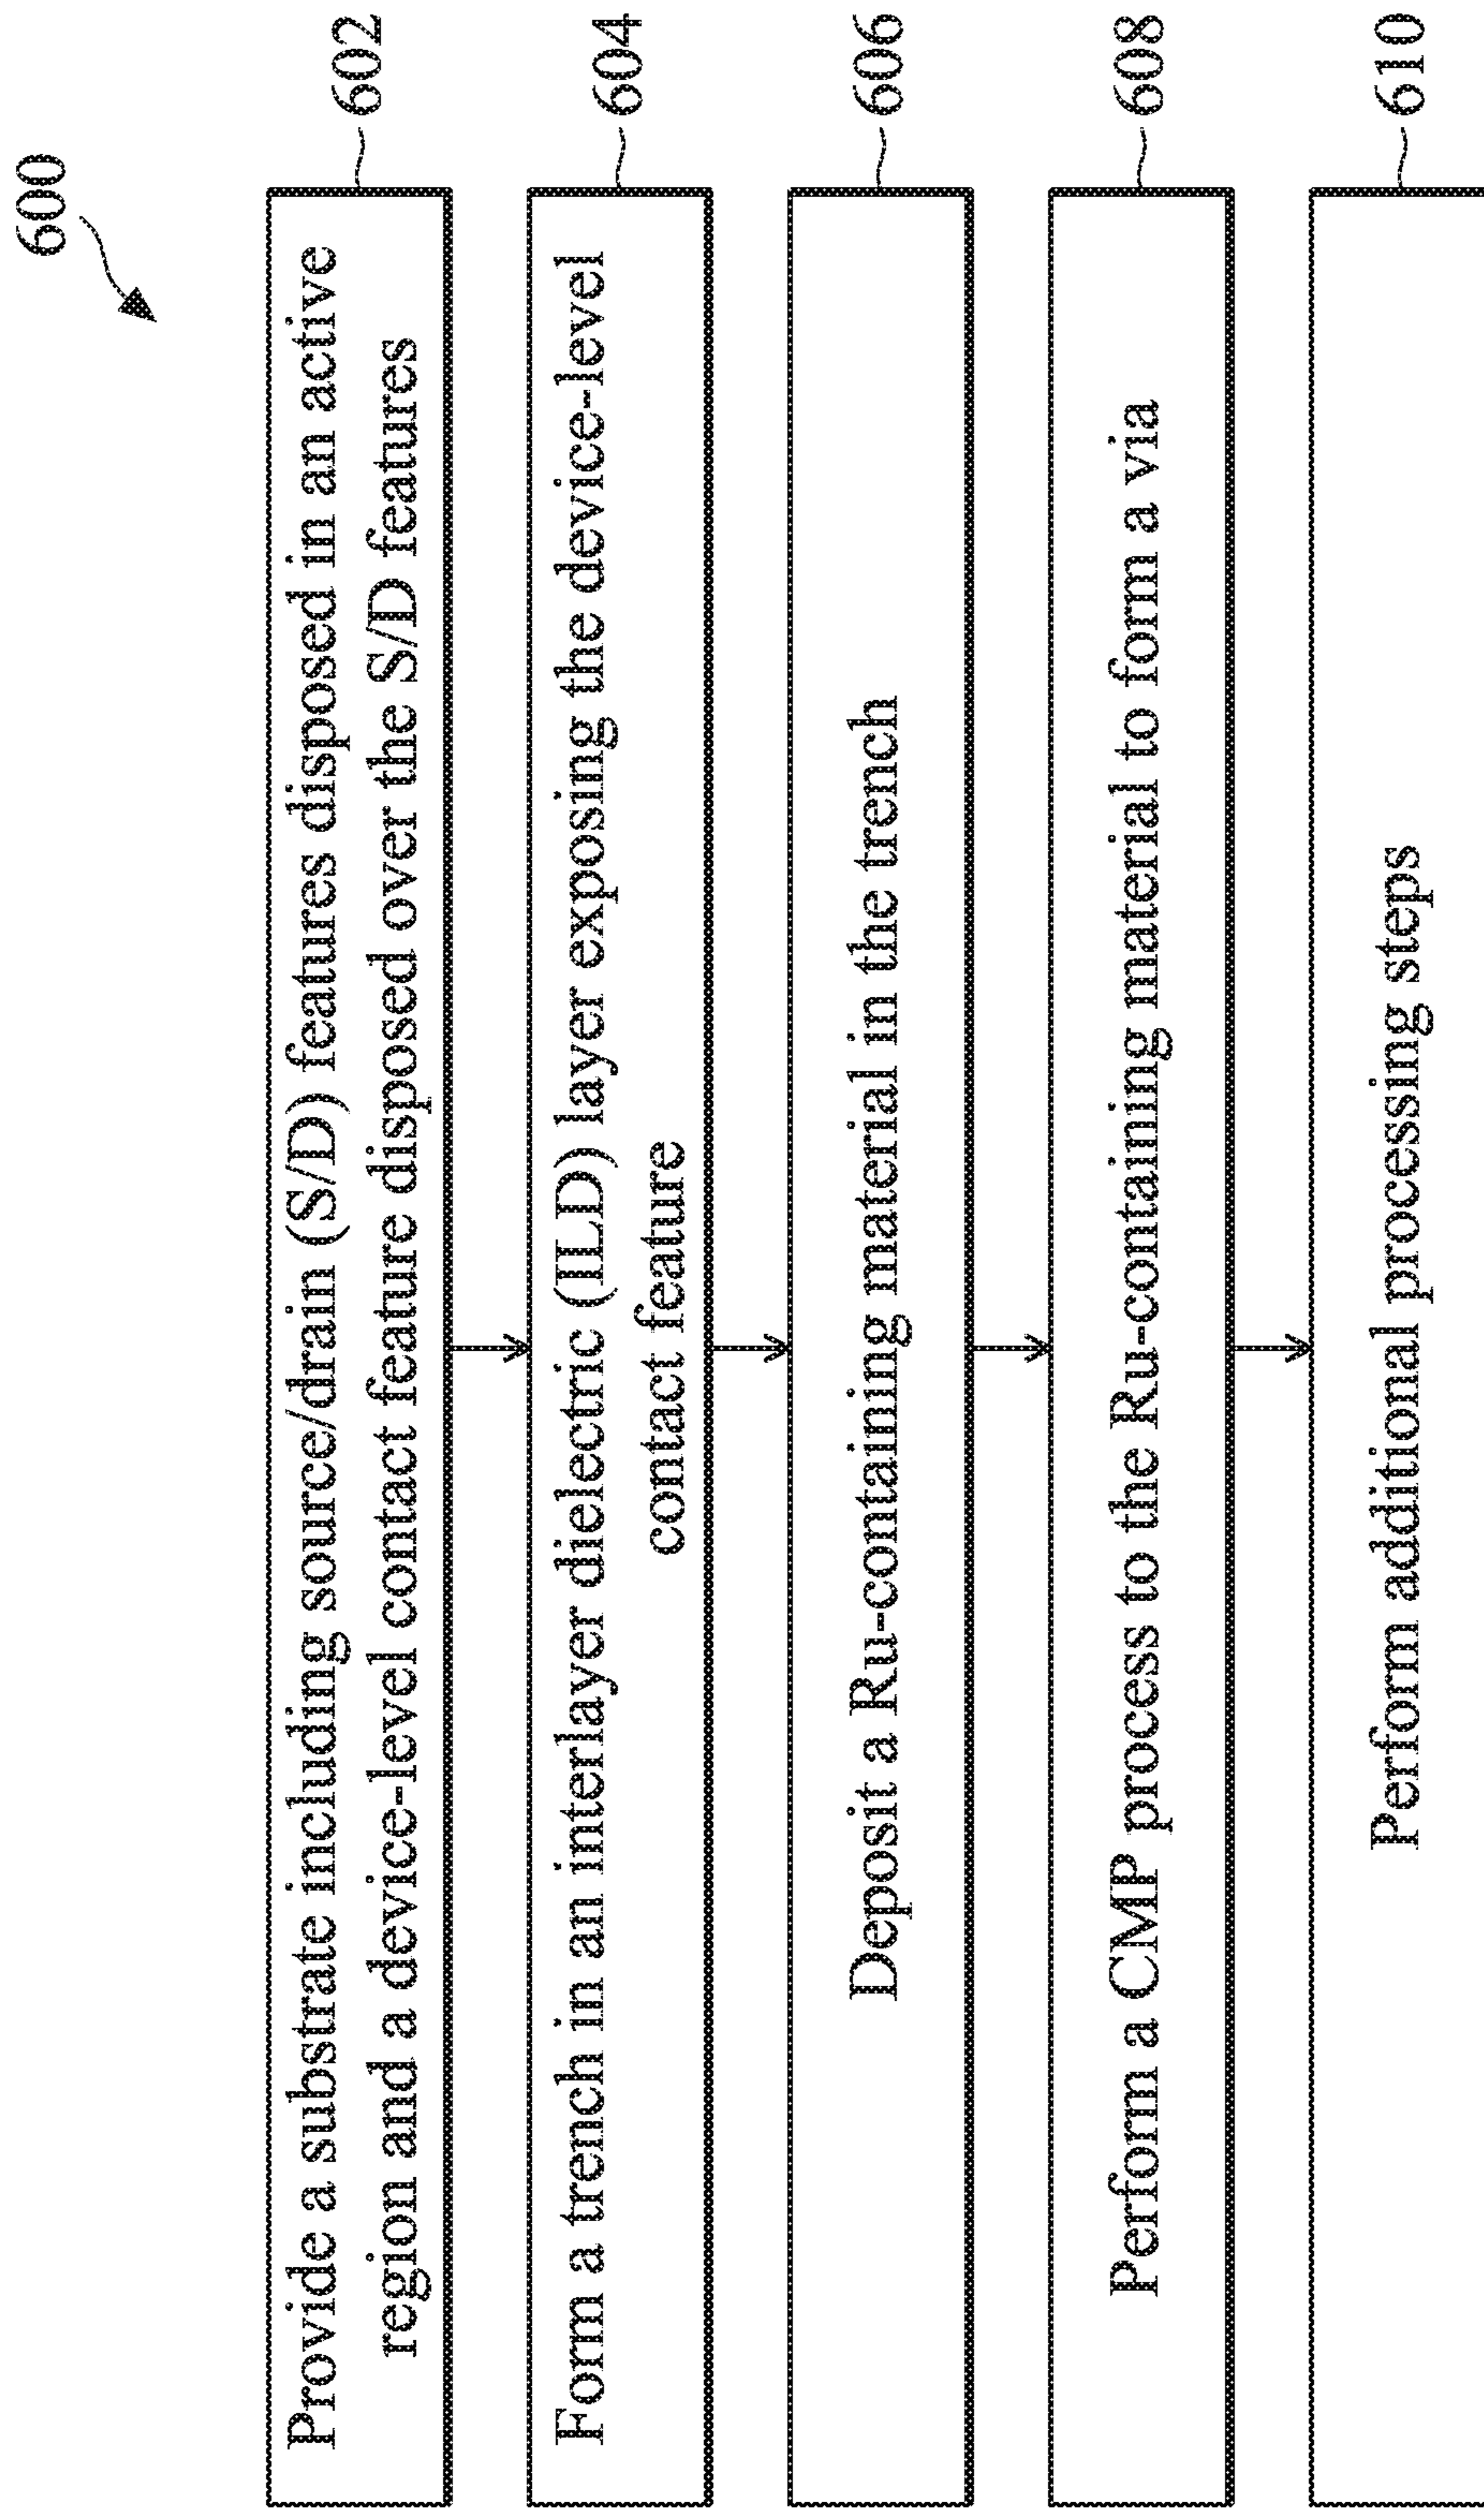 600
Provide a substrate including source/drain (S/D) features disposed in an active
region and a device-level contact feature disposed over the S/D features
602
Form a trench in an interlayer dielectric (ILD) layer exposing the device-level
contact feature
604
Deposit a Ru-containing material in the trench
606
Perform a CMP process to the Ru-containing material to form a via
608
Perform additional processing steps
610